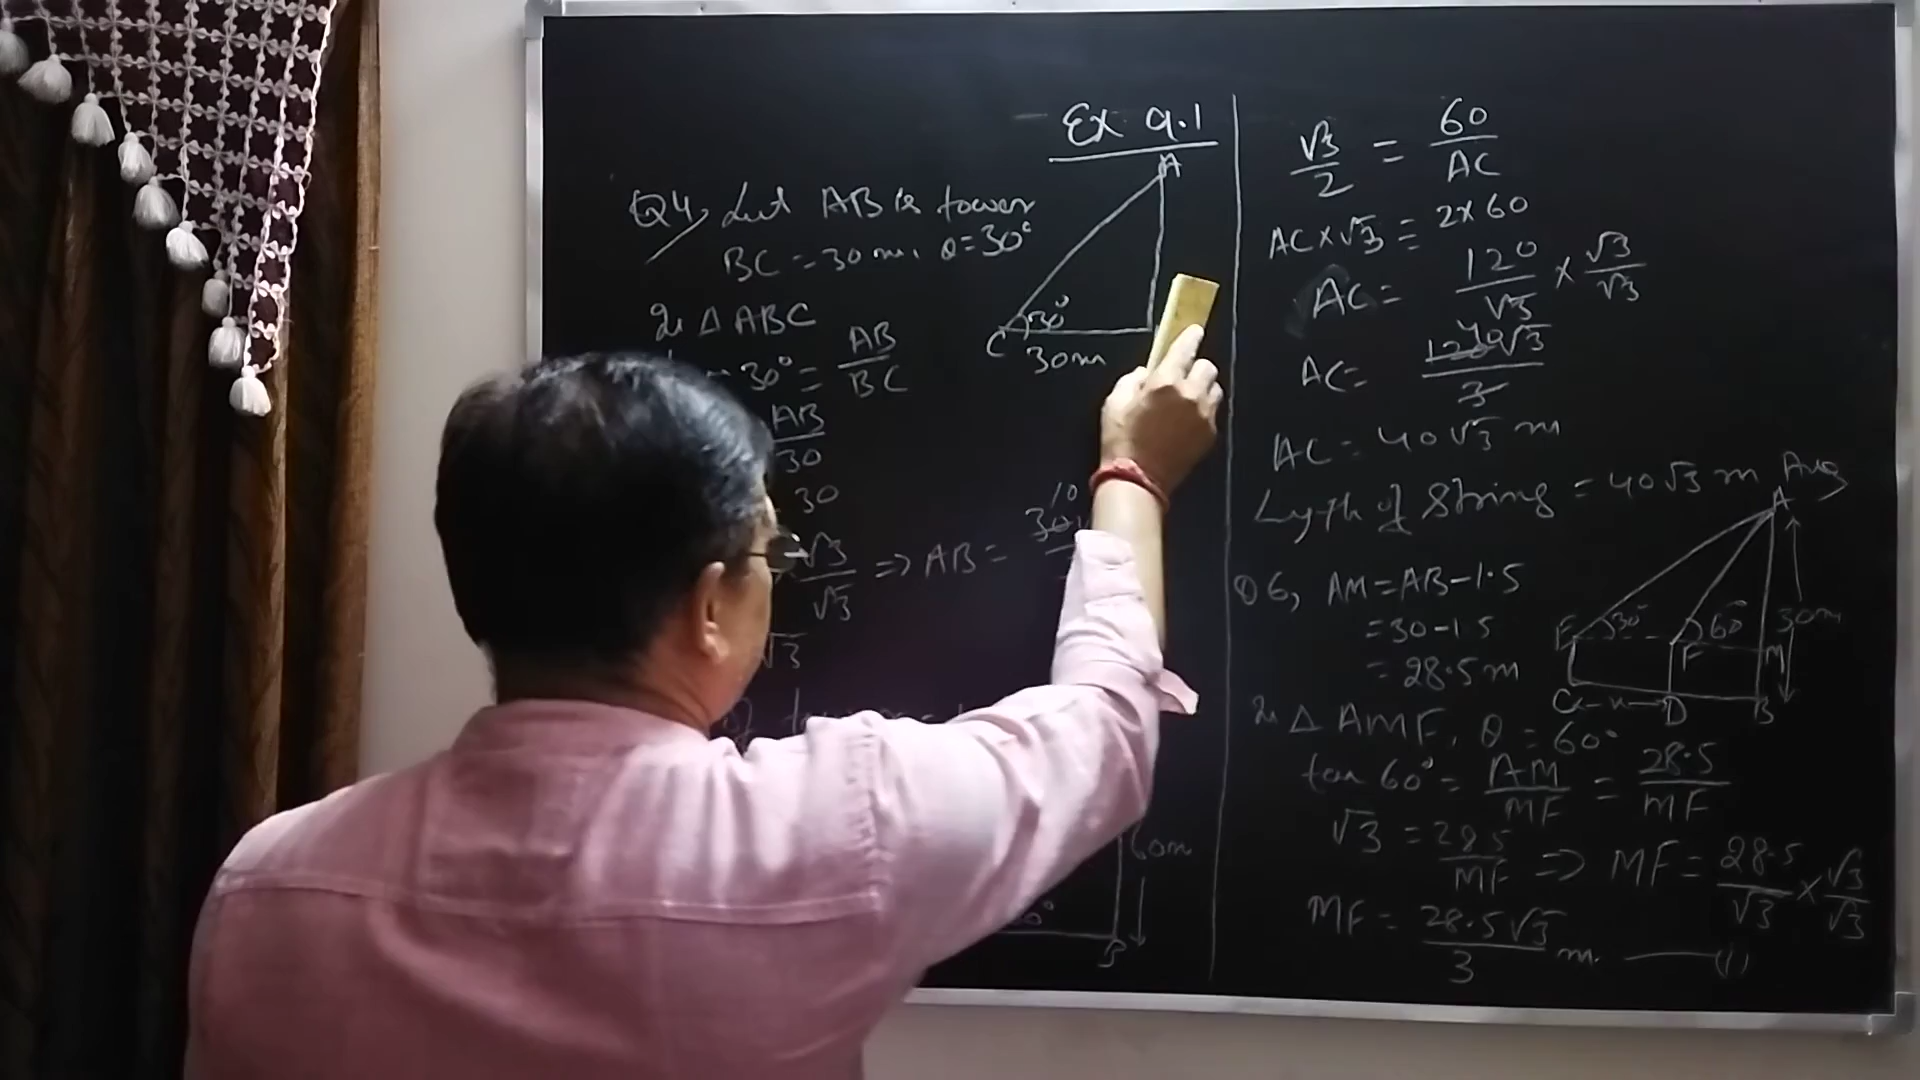 Ex 9.1
Q4, Let AB is tower
BC = 30 m, θ = 30°
In Δ ABC
30° = AB/BC
AB/30
30
√3/√3 => AB =
10
√3
A
30°
C
30m
60m
B
√3/2 = 60/AC
AC × √3 = 2 × 60
AC = 120/√3 × √3/√3
AC = 120 40 √3/3
AC = 40√3 m
Length of String = 40√3 m Ans
Q6, AM = AB - 1.5
= 30 - 1.5
= 28.5 m
A
E 30° F 60° M 30m
C x D B
In Δ AMF, θ = 60°
tan 60° = AM/MF = 28.5/MF
√3 = 28.5/MF => MF = 28.5/√3 × √3/√3
MF = 28.5√3/3 m. — (1)